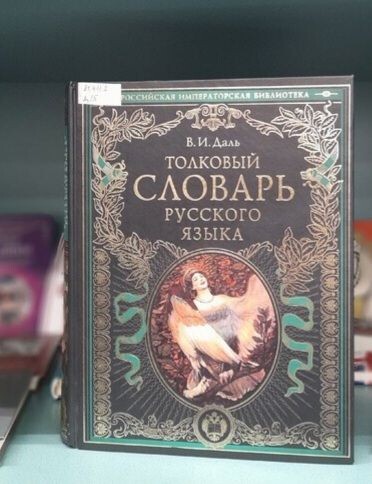 РОССИЙСКАЯ ИМПЕРАТОРСКАЯ БИБЛИОТЕКА
В. И. Даль
ТОЛКОВЫЙ
СЛОВАРЬ
РУССКОГО
ЯЗЫКА